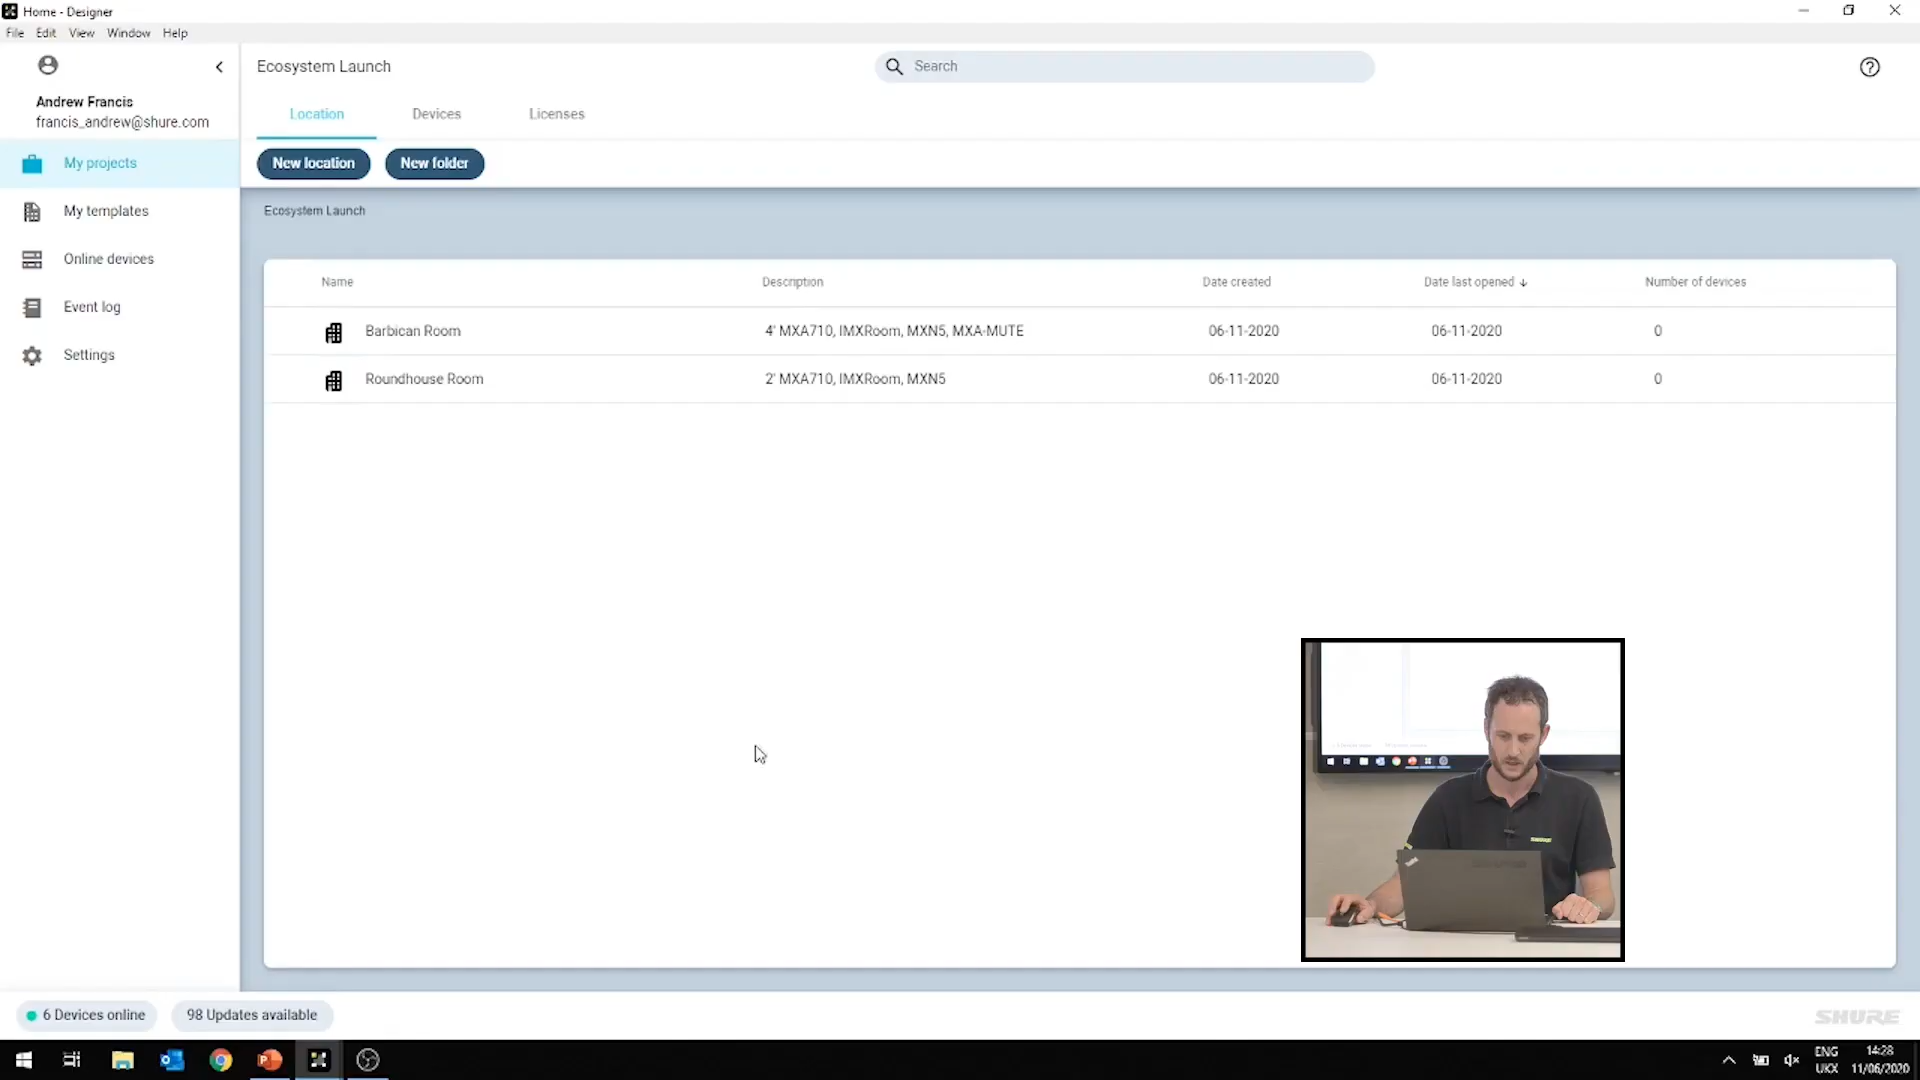 Home - Designer
File Edit View Window Help
Andrew Francis
francis_andrew@shure.com
My projects
My templates
Online devices
Event log
Settings
Ecosystem Launch
Search
Location Devices Licenses
New location New folder
Ecosystem Launch
Name Description Date created Date last opened ↓ Number of devices
Barbican Room 4' MXA710, IMXRoom, MXN5, MXA-MUTE 06-11-2020 06-11-2020 0
Roundhouse Room 2' MXA710, IMXRoom, MXN5 06-11-2020 06-11-2020 0
6 Devices online 98 Updates available
SHURE
ENG
UKX
14:28
11/06/2020